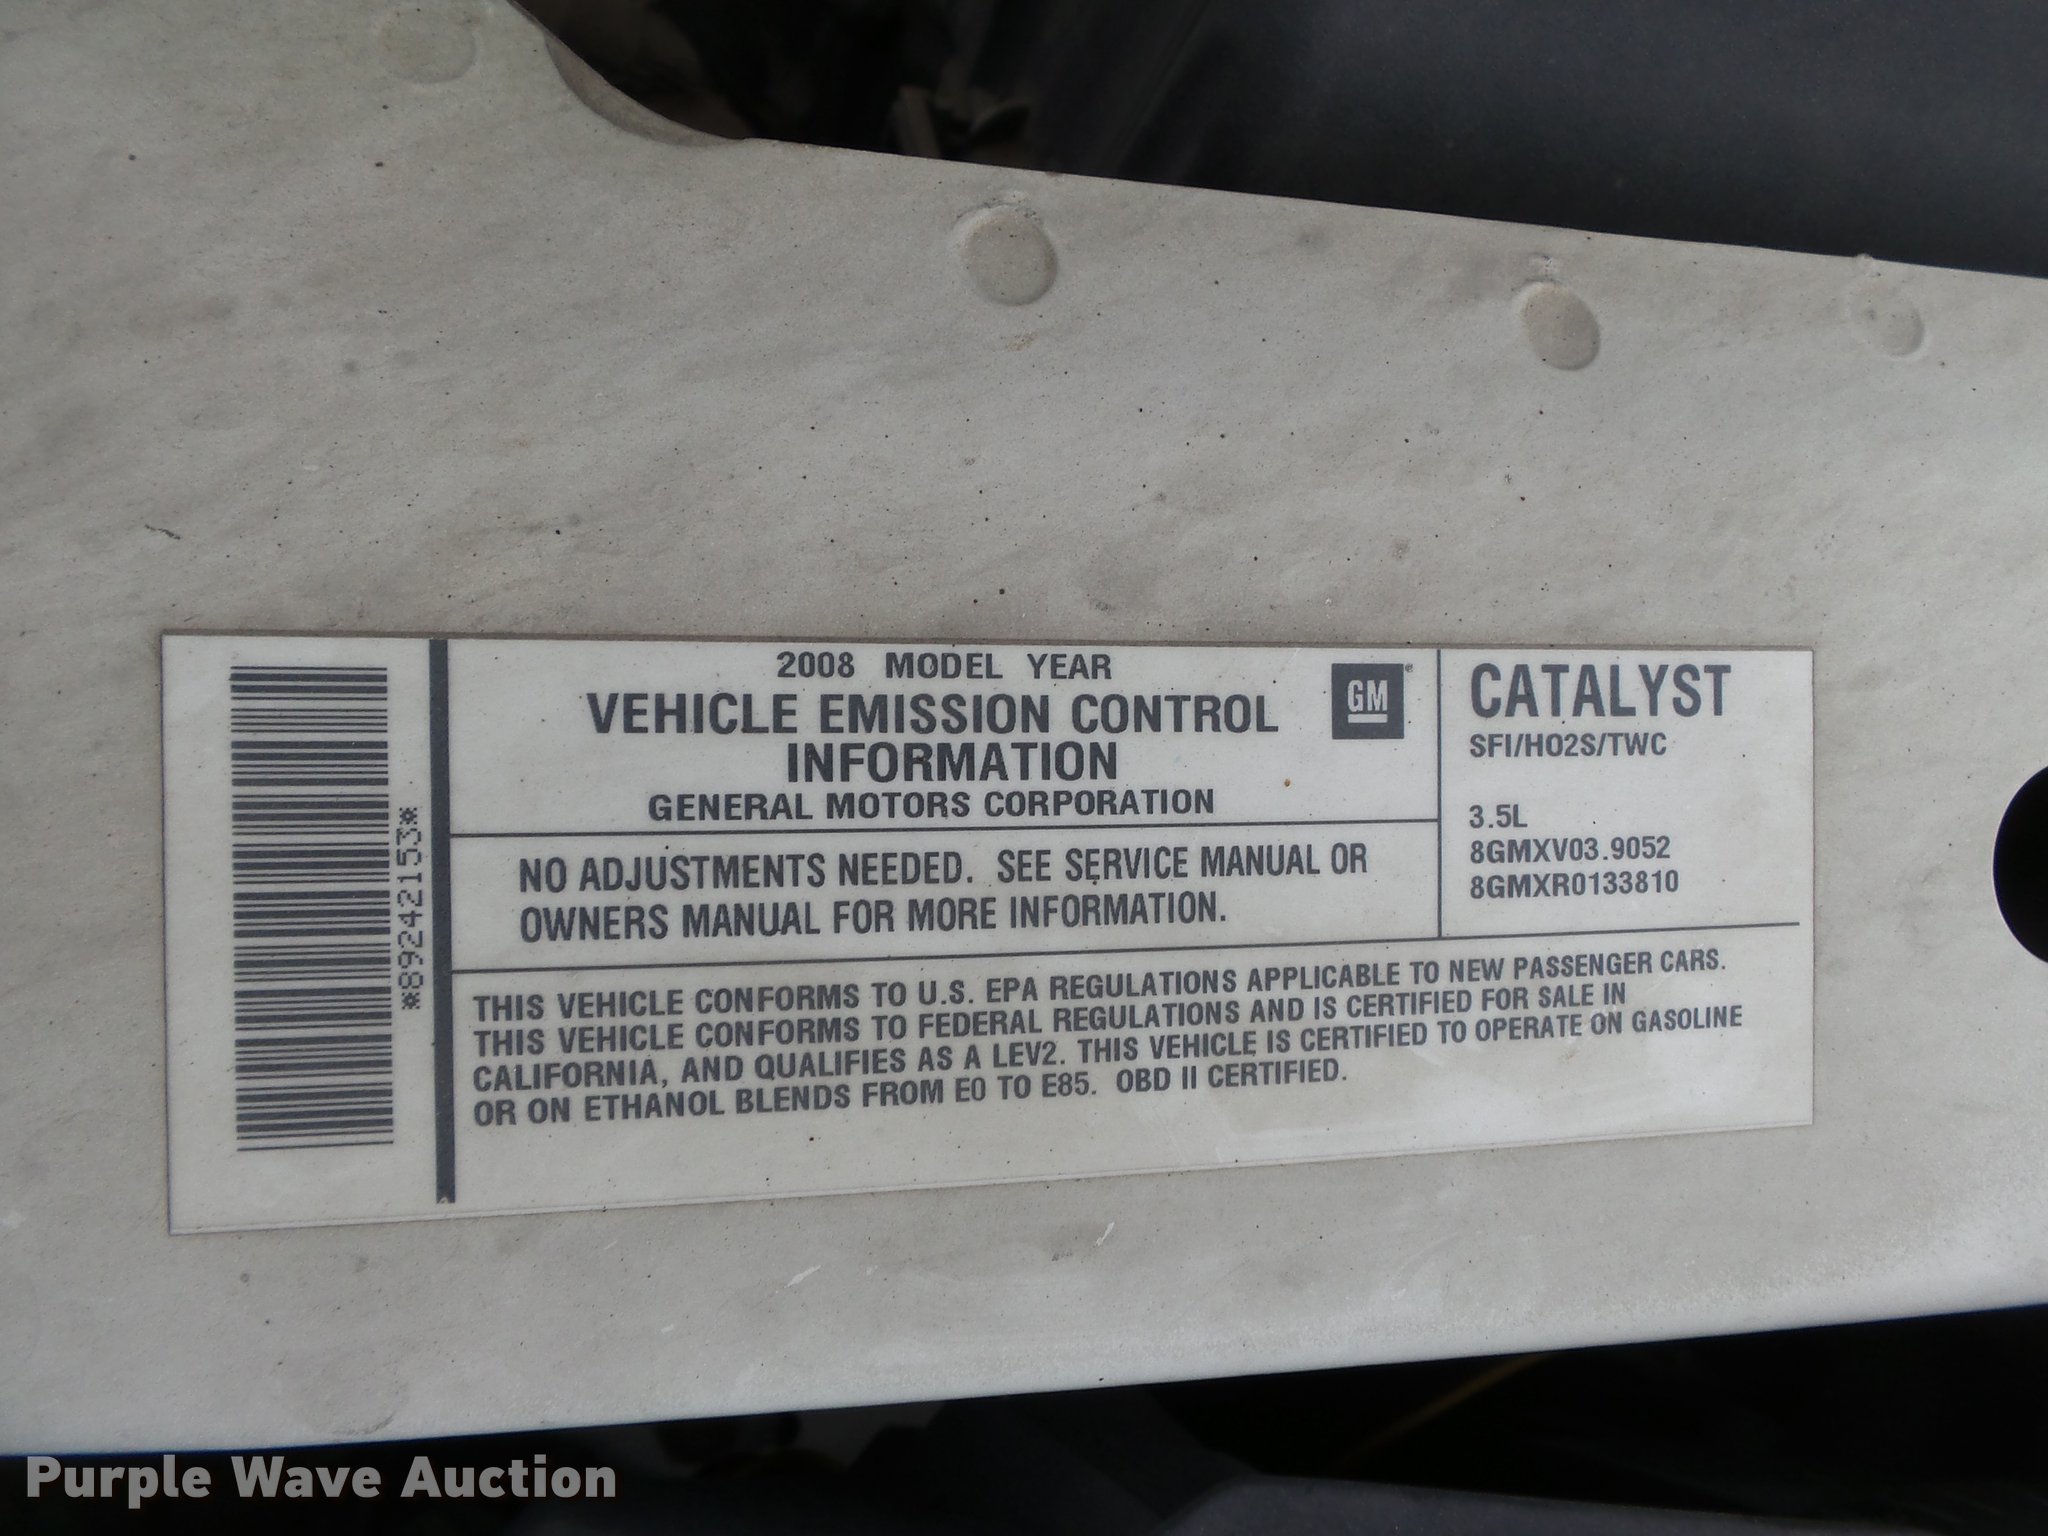 *89242153*
2008 MODEL YEAR
VEHICLE EMISSION CONTROL
INFORMATION
GENERAL MOTORS CORPORATION
GM
®
NO ADJUSTMENTS NEEDED. SEE SERVICE MANUAL OR
OWNERS MANUAL FOR MORE INFORMATION.
CATALYST
SFI/HO2S/TWC
3.5L
8GMXV03.9052
8GMXR0133810
THIS VEHICLE CONFORMS TO U.S. EPA REGULATIONS APPLICABLE TO NEW PASSENGER CARS.
THIS VEHICLE CONFORMS TO FEDERAL REGULATIONS AND IS CERTIFIED FOR SALE IN
CALIFORNIA, AND QUALIFIES AS A LEV2. THIS VEHICLE IS CERTIFIED TO OPERATE ON GASOLINE
OR ON ETHANOL BLENDS FROM E0 TO E85. OBD II CERTIFIED.
Purple Wave Auction